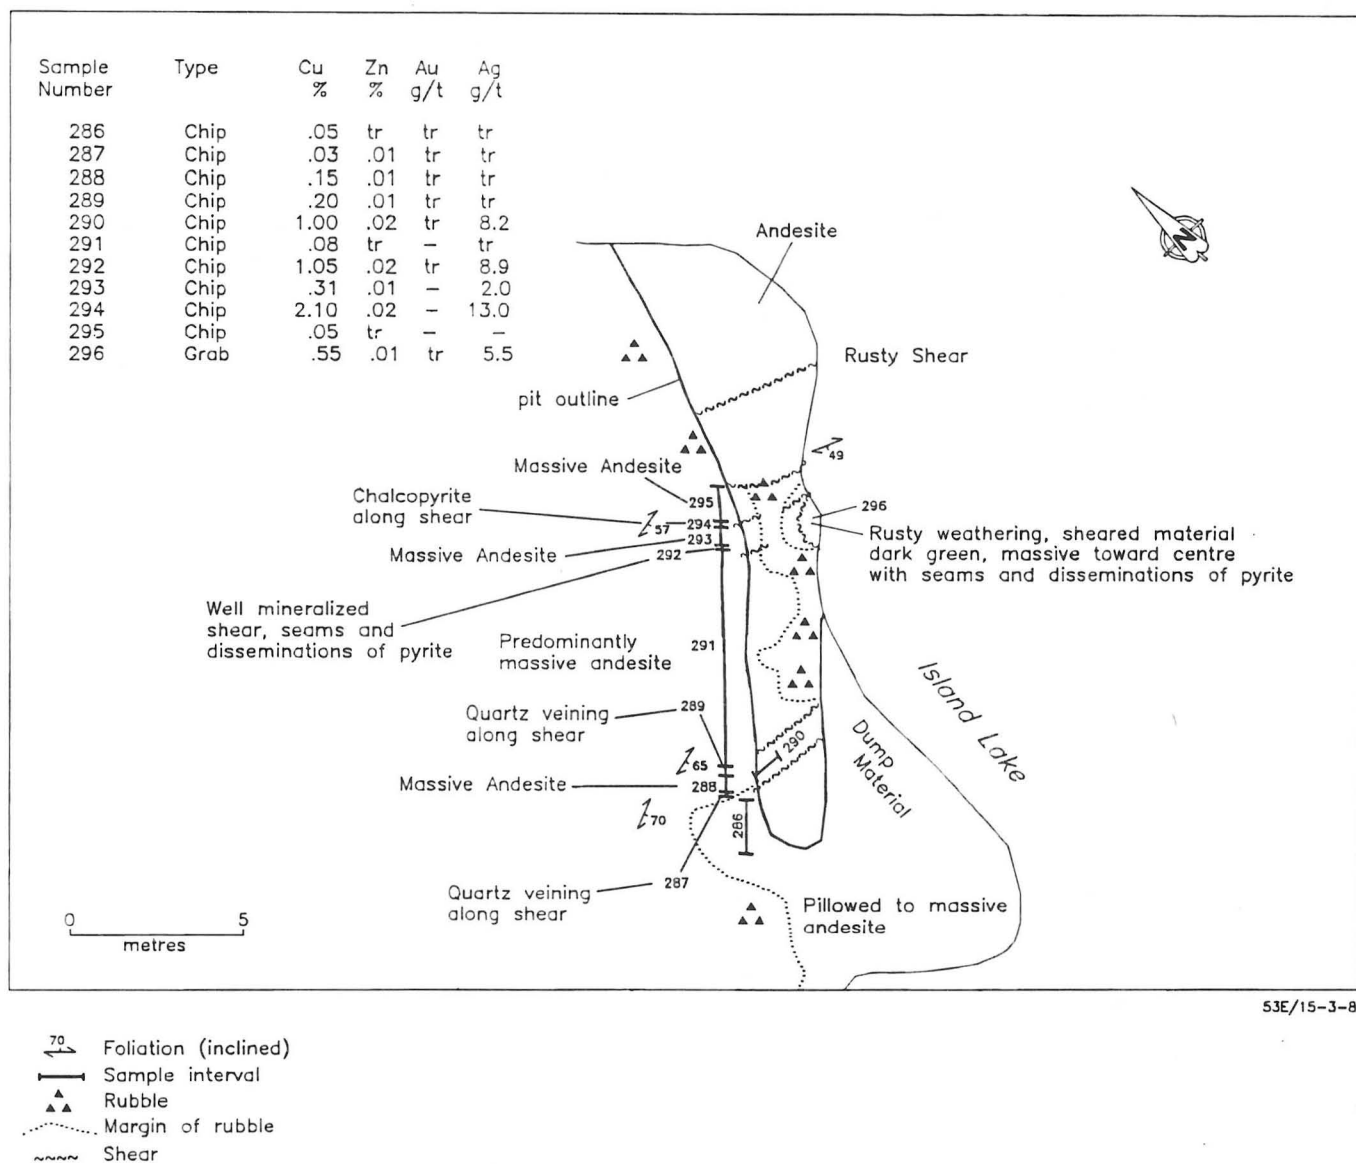 Sample Type Cu Zn Au Ag
Number % % g/t g/t
286 Chip .05 tr tr tr
287 Chip .03 .01 tr tr
288 Chip .15 .01 tr tr
289 Chip .20 .01 tr tr
290 Chip 1.00 .02 tr 8.2
291 Chip .08 tr – tr
292 Chip 1.05 .02 tr 8.9
293 Chip .31 .01 – 2.0
294 Chip 2.10 .02 – 13.0
295 Chip .05 tr – –
296 Grab .55 .01 tr 5.5
N
Andesite
Rusty Shear
pit outline
49
Massive Andesite
295
Chalcopyrite
along shear
57
294
296
Rusty weathering, sheared material
dark green, massive toward centre
with seams and disseminations of pyrite
Massive Andesite
293
292
Well mineralized
shear, seams and
disseminations of pyrite
Predominantly
massive andesite
291
Island Lake
Quartz veining
along shear
289
290
Dump
Material
65
Massive Andesite
288
70
286
Quartz veining
along shear
287
Pillowed to massive
andesite
0 5
metres
53E/15-3-8
70 Foliation (inclined)
Sample interval
Rubble
Margin of rubble
Shear